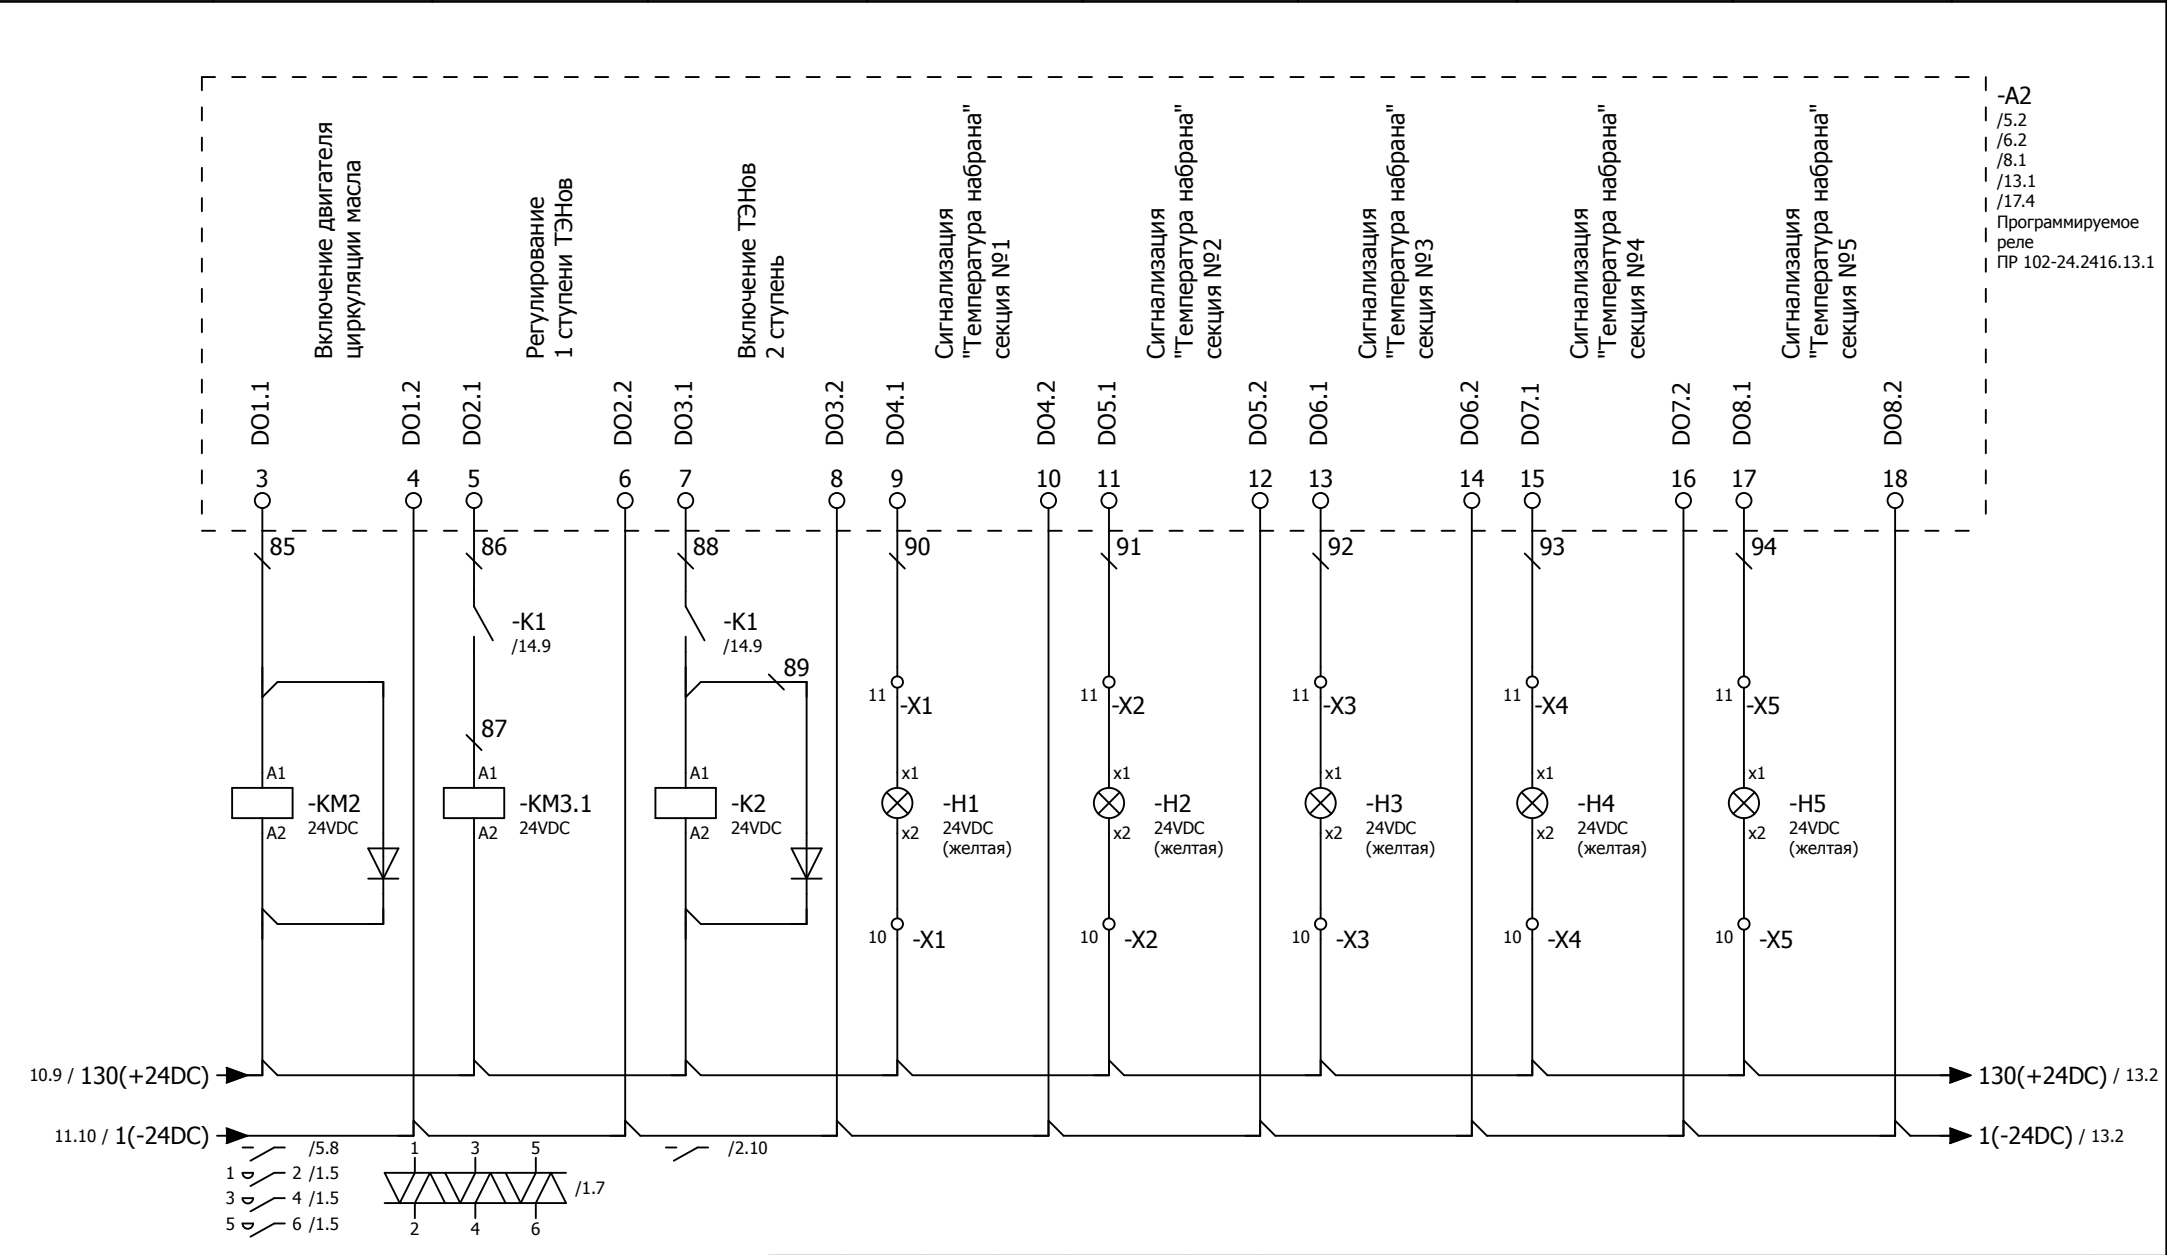 Включение двигателя
циркуляции масла
Регулирование
1 ступени ТЭНов
Включение ТЭНов
2 ступень
Сигнализация
"Температура набрана"
секция №1
Сигнализация
"Температура набрана"
секция №2
Сигнализация
"Температура набрана"
секция №3
Сигнализация
"Температура набрана"
секция №4
Сигнализация
"Температура набрана"
секция №5
-A2
/5.2
/6.2
/8.1
/13.1
/17.4
Программируемое
реле
ПР 102-24.2416.13.1
DO1.1 DO1.2 DO2.1 DO2.2 DO3.1 DO3.2 DO4.1 DO4.2 DO5.1 DO5.2 DO6.1 DO6.2 DO7.1 DO7.2 DO8.1 DO8.2
3 4 5 6 7 8 9 10 11 12 13 14 15 16 17 18
85 86 88 90 91 92 93 94
-K1 -K1
/14.9 /14.9
89
11 -X1 11 -X2 11 -X3 11 -X4 11 -X5
87
A1 A1 A1 x1 x1 x1 x1 x1
-KM2 -KM3.1 -K2 -H1 -H2 -H3 -H4 -H5
24VDC 24VDC 24VDC 24VDC 24VDC 24VDC 24VDC 24VDC
A2 A2 A2 x2 x2 x2 x2 x2
(желтая) (желтая) (желтая) (желтая) (желтая)
10 -X1 10 -X2 10 -X3 10 -X4 10 -X5
10.9 / 130(+24DC) 130(+24DC) / 13.2
11.10 / 1(-24DC) 1(-24DC) / 13.2
/5.8 1 3 5 /2.10
1 2 /1.5
3 4 /1.5 /1.7
5 6 /1.5 2 4 6